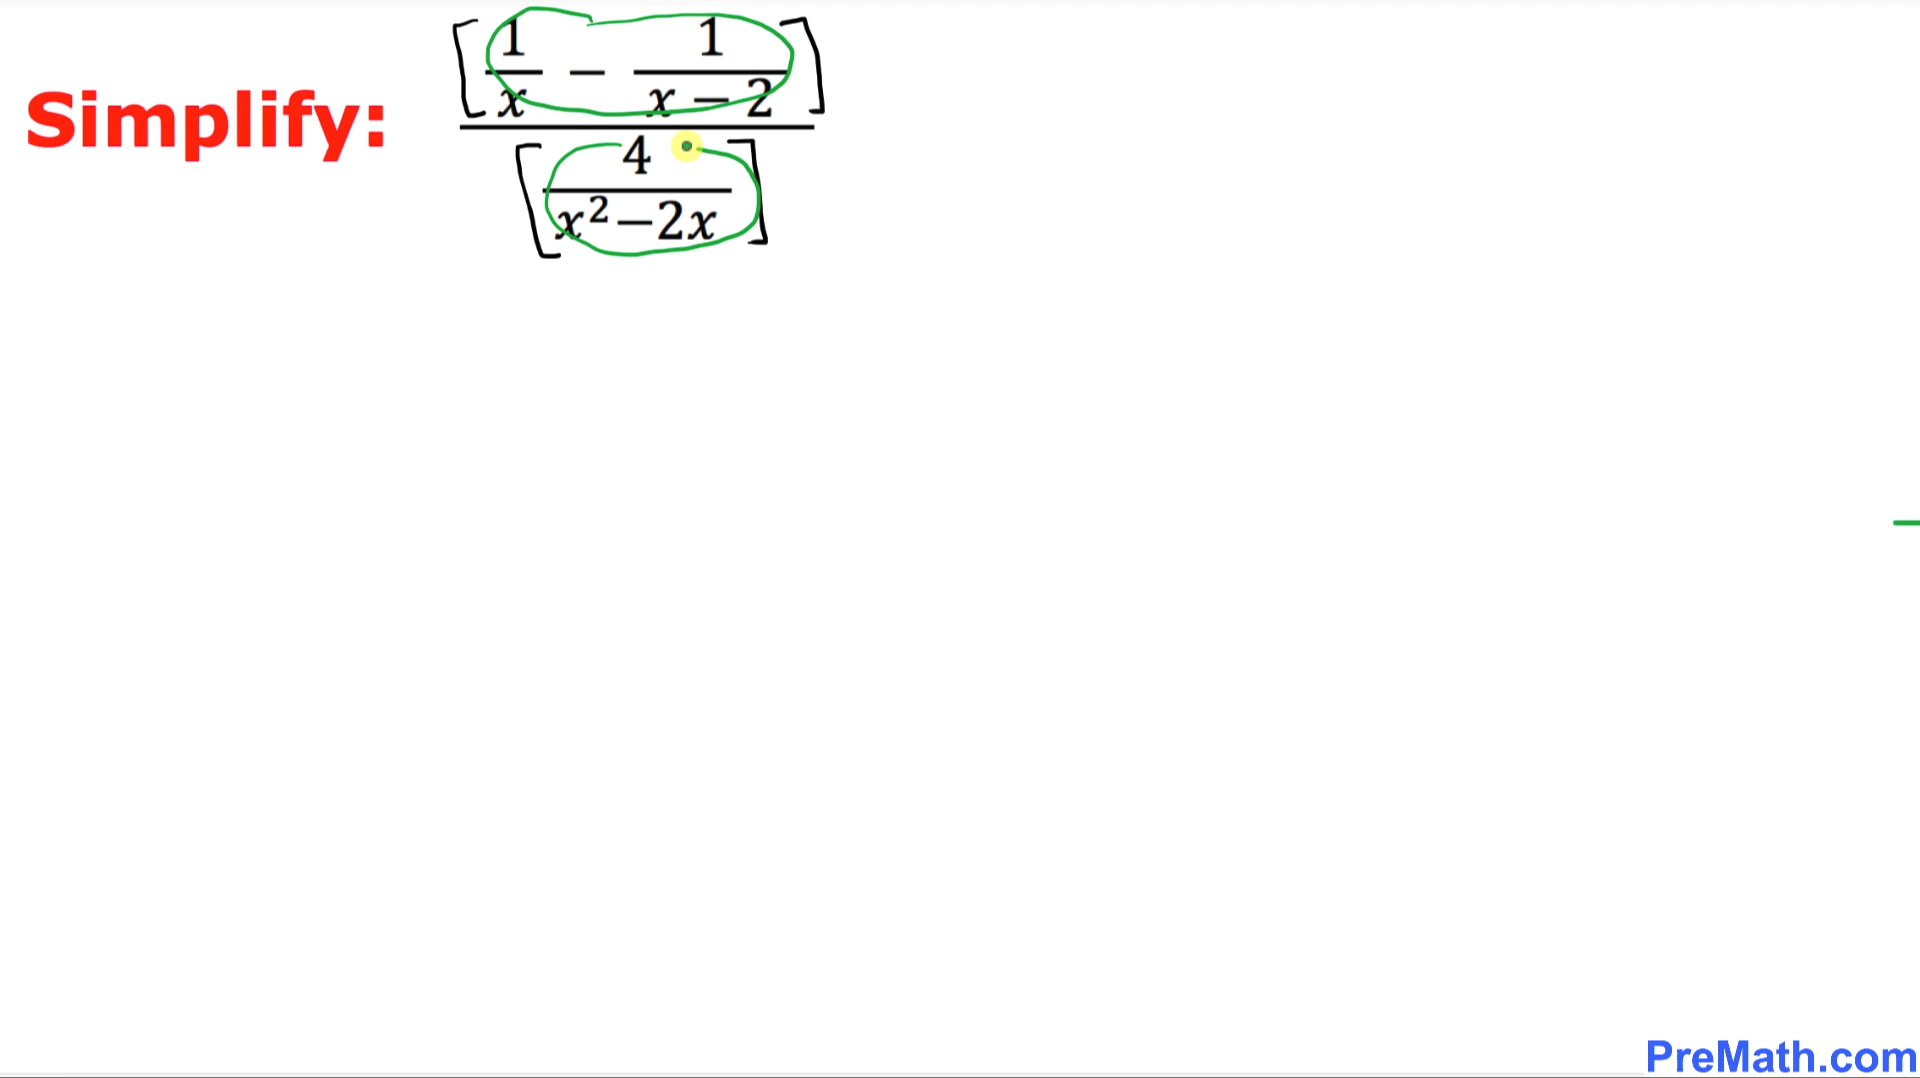 Simplify: [1/x − 1/(x − 2)] / [4/(x²−2x)]
PreMath.com